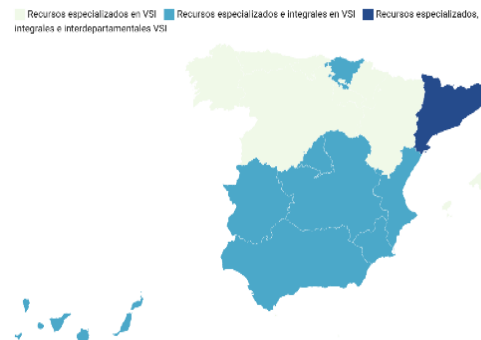 Recursos especializados en VSI Recursos especializados e integrales en VSI Recursos especializados,
integrales e interdepartamentales VSI